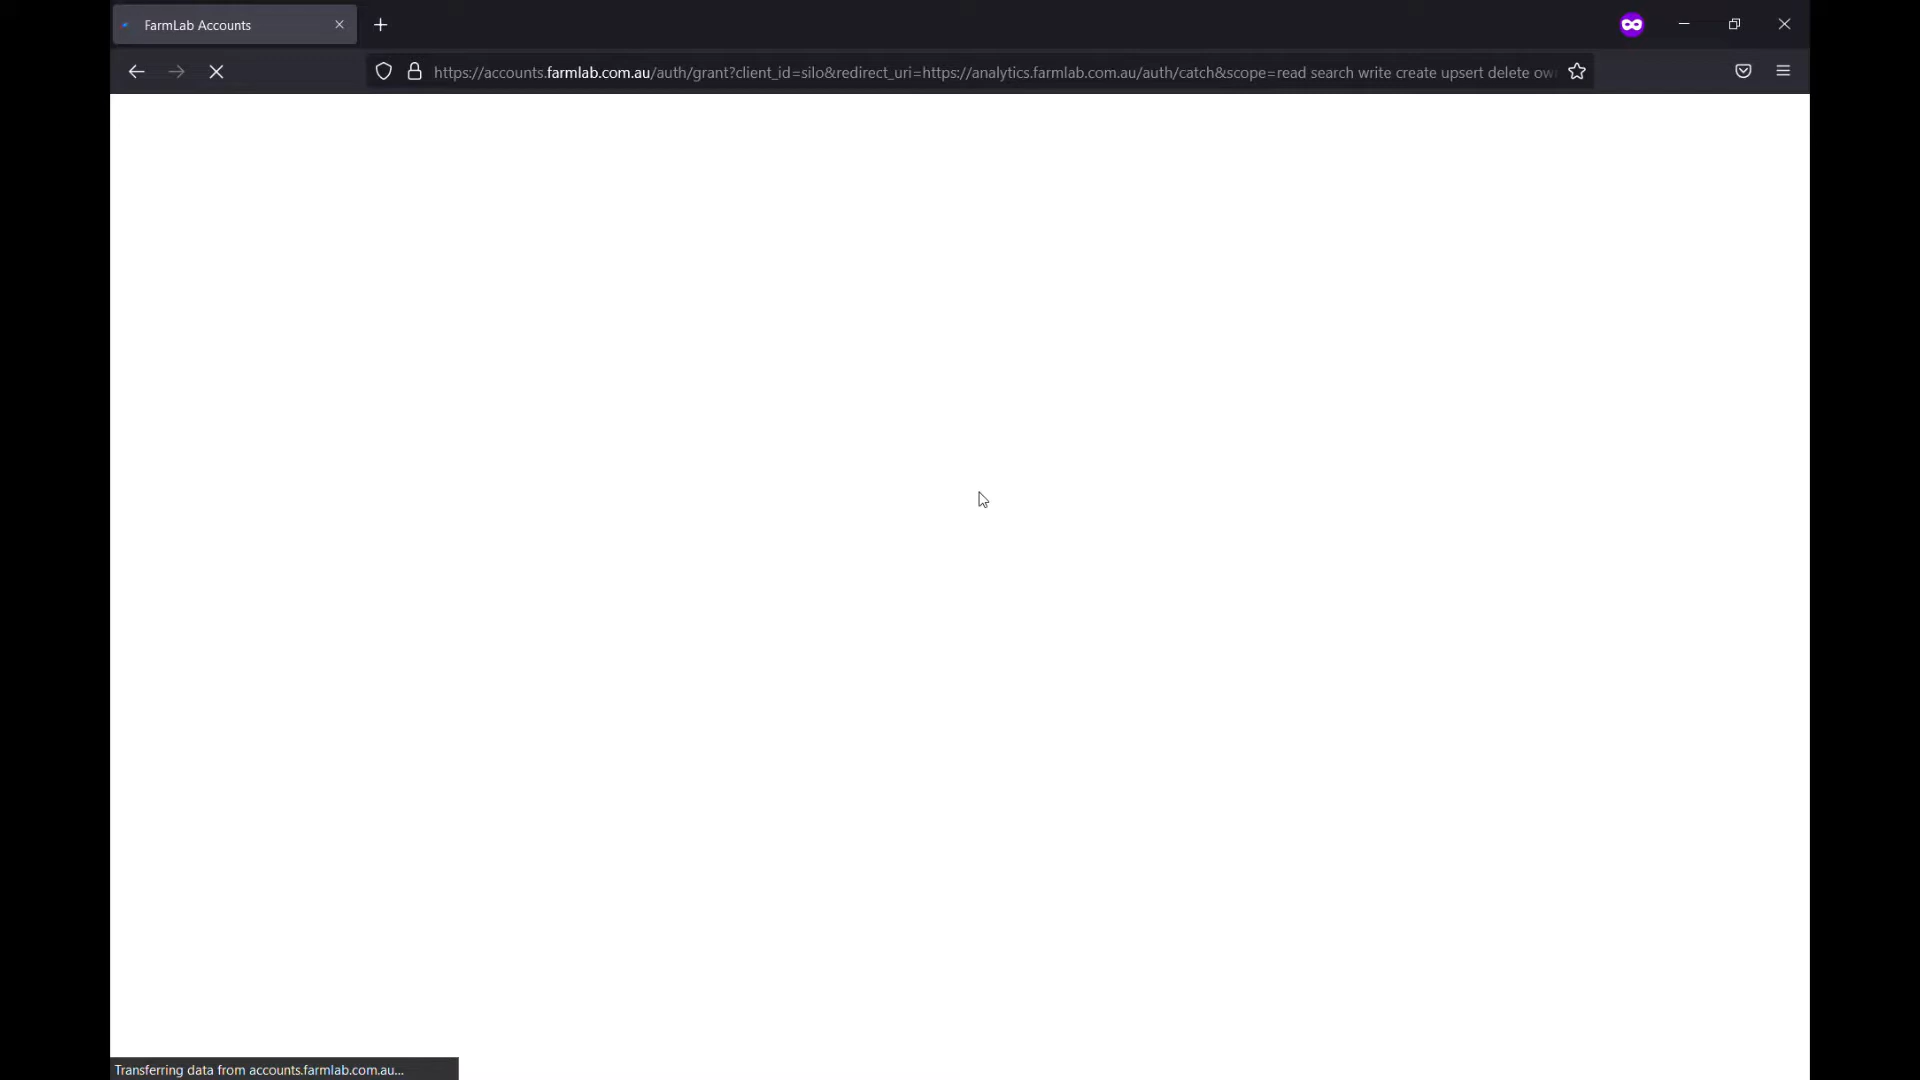 FarmLab Accounts
https://accounts.farmlab.com.au/auth/grant?client_id=silo&redirect_uri=https://analytics.farmlab.com.au/auth/catch&scope=read search write create upsert delete ow
Transferring data from accounts.farmlab.com.au...